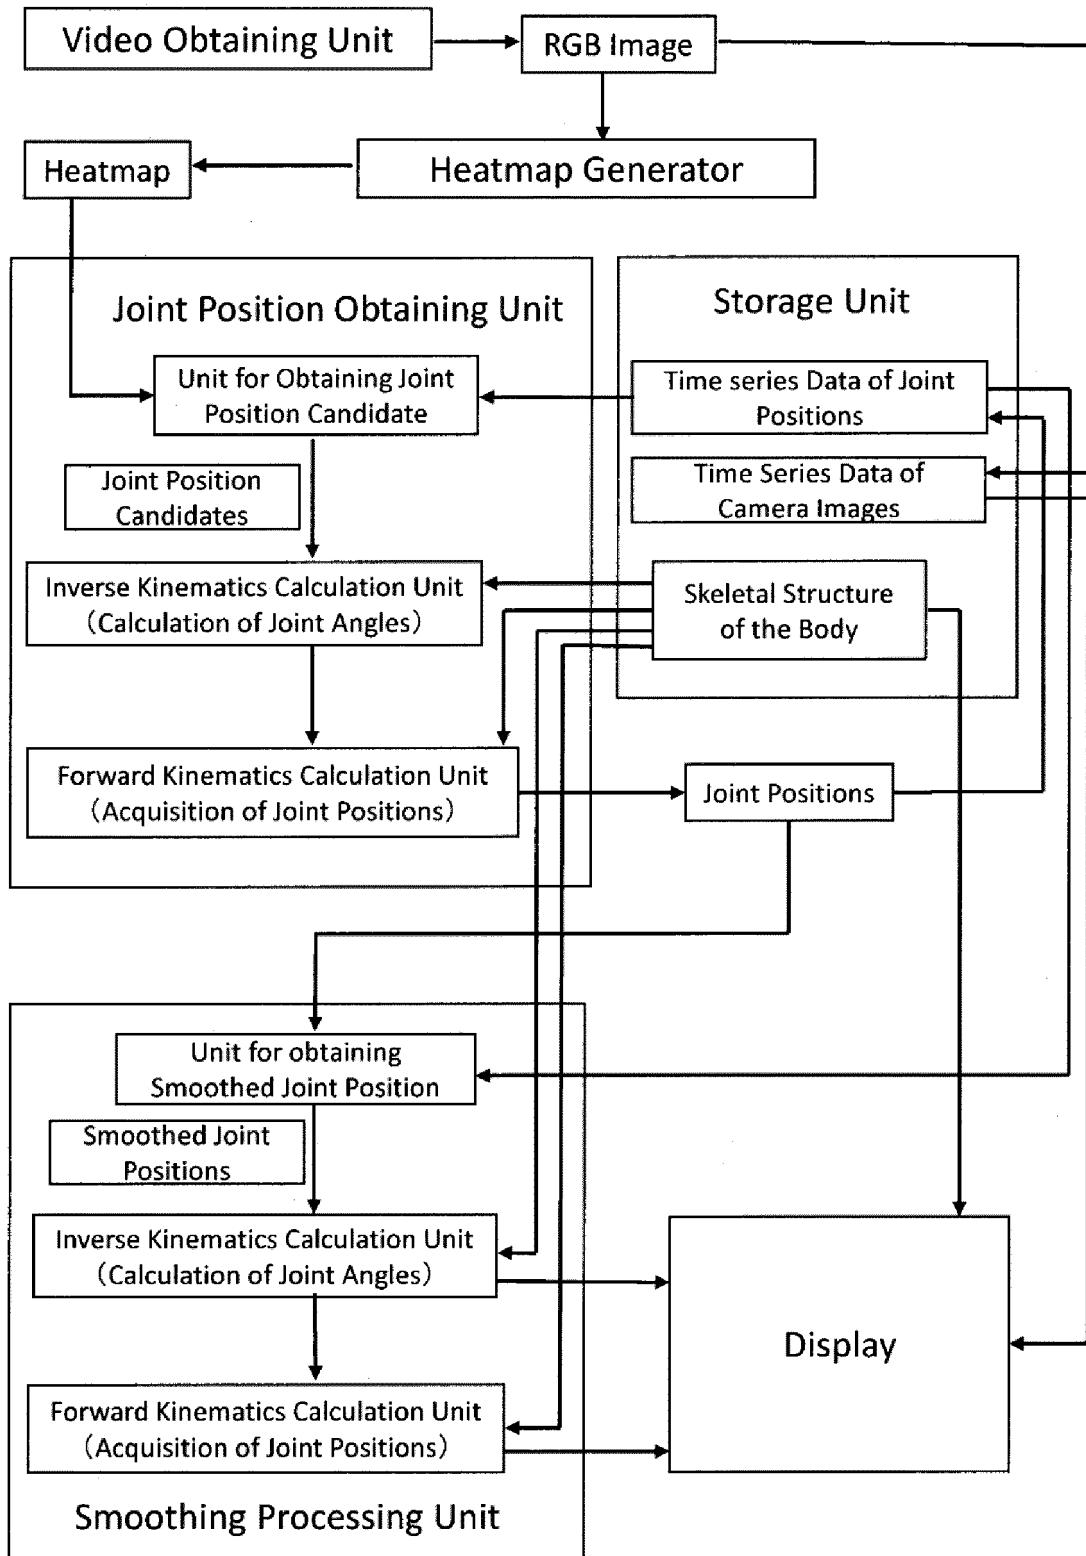 Video Obtaining Unit
RGB Image
Heatmap
Heatmap Generator
Joint Position Obtaining Unit
Storage Unit
Unit for Obtaining Joint
Position Candidate
Time series Data of Joint
Positions
Joint Position
Candidates
Time Series Data of
Camera Images
Inverse Kinematics Calculation Unit
(Calculation of Joint Angles)
Skeletal Structure
of the Body
Forward Kinematics Calculation Unit
(Acquisition of Joint Positions)
Joint Positions
Unit for obtaining
Smoothed Joint Position
Smoothed Joint
Positions
Inverse Kinematics Calculation Unit
(Calculation of Joint Angles)
Display
Forward Kinematics Calculation Unit
(Acquisition of Joint Positions)
Smoothing Processing Unit